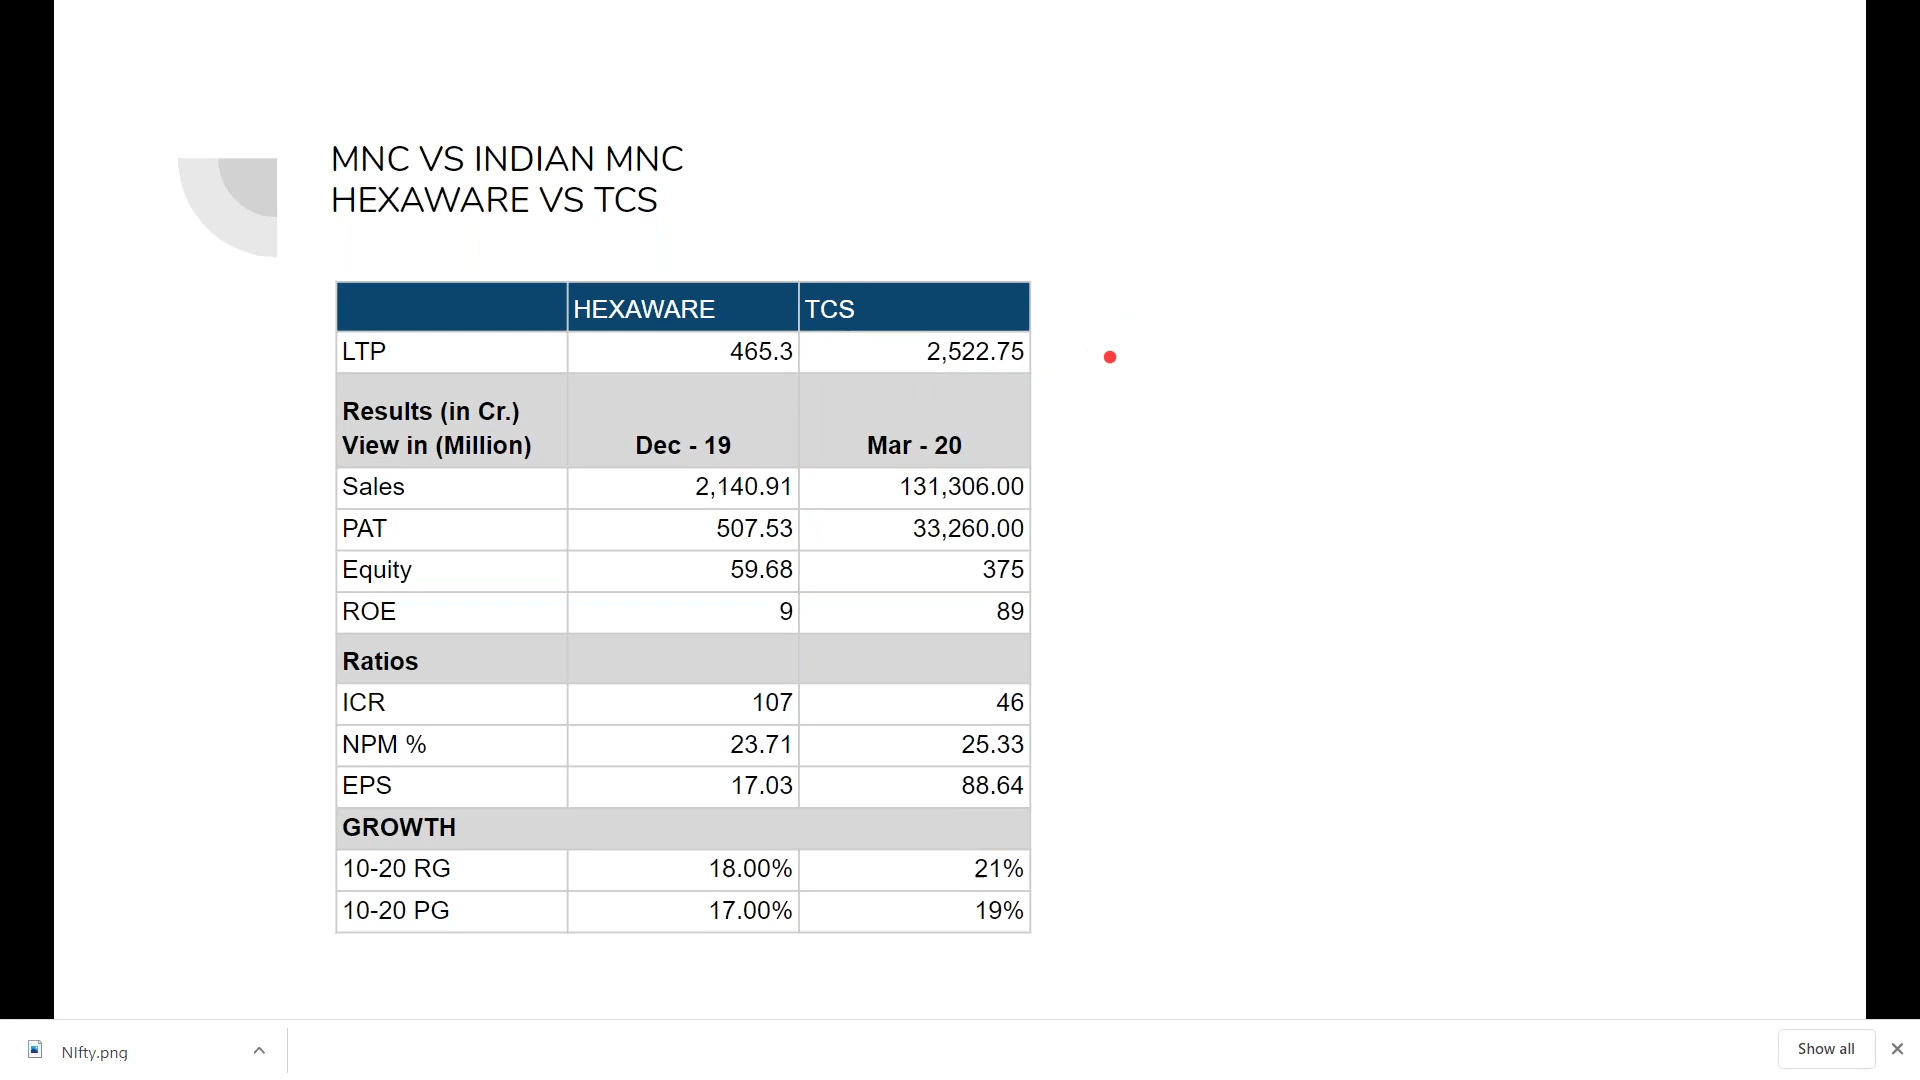 MNC VS INDIAN MNC
HEXAWARE VS TCS
HEXAWARE TCS
LTP 465.3 2,522.75
Results (in Cr.)
View in (Million) Dec - 19 Mar - 20
Sales 2,140.91 131,306.00
PAT 507.53 33,260.00
Equity 59.68 375
ROE 9 89
Ratios
ICR 107 46
NPM % 23.71 25.33
EPS 17.03 88.64
GROWTH
10-20 RG 18.00% 21%
10-20 PG 17.00% 19%
NIfty.png Show all